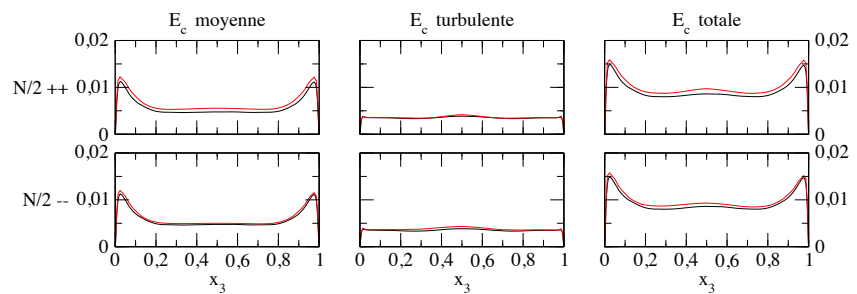 E_c moyenne E_c turbulente E_c totale
0,02 0,02
N/2 ++ 0,01 0,01
0 0
0,02 0,02
N/2 -- 0,01 0,01
0 0
0 0,2 0,4 0,6 0,8 1 0 0,2 0,4 0,6 0,8 1 0 0,2 0,4 0,6 0,8 1
x_3 x_3 x_3